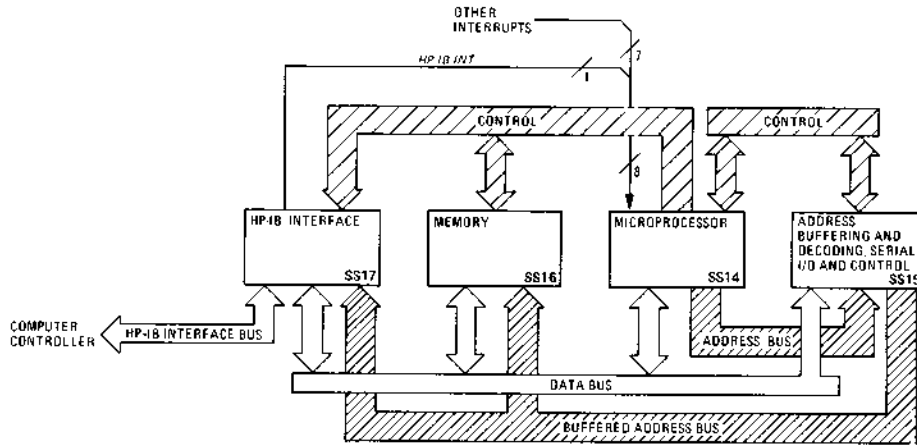 OTHER
INTERRUPTS
7
HP-IB INT
1
CONTROL
CONTROL
8
HP-IB INTERFACE
SS17
MEMORY
SS16
MICROPROCESSOR
SS14
ADDRESS
BUFFERING AND
DECODING, SERIAL
I/O AND CONTROL
SS15
COMPUTER
CONTROLLER
HP-IB INTERFACE BUS
ADDRESS BUS
DATA BUS
BUFFERED ADDRESS BUS